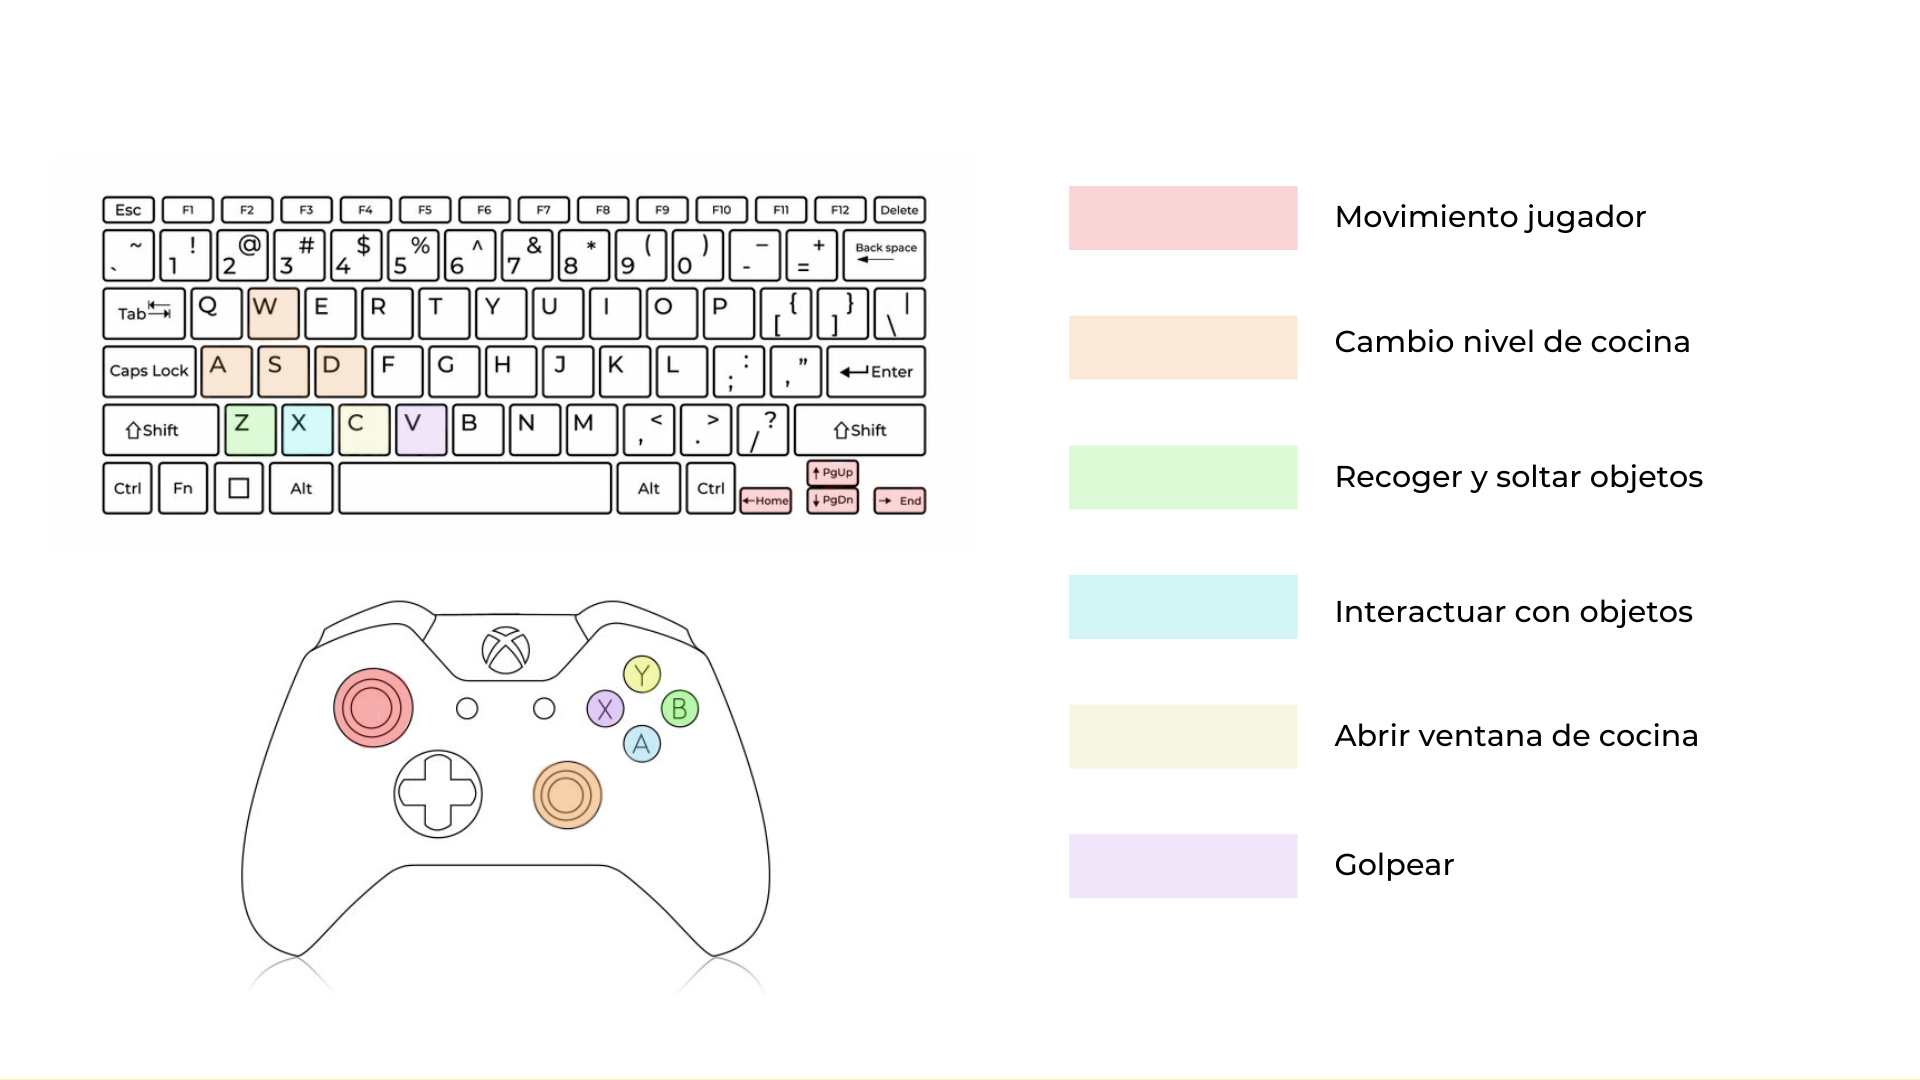 Esc F1 F2 F3 F4 F5 F6 F7 F8 F9 F10 F11 F12 Delete
~ ! @ # $ % ^ & * ( ) – + Back space
` 1 2 3 4 5 6 7 8 9 0 - =
Tab Q W E R T Y U I O P { [ } ] | \
Caps Lock A S D F G H J K L : ; " , Enter
Shift Z X C V B N M < , > . ? / Shift
Ctrl Fn Alt Alt Ctrl Home PgUp PgDn End
Y
X B
A
Movimiento jugador
Cambio nivel de cocina
Recoger y soltar objetos
Interactuar con objetos
Abrir ventana de cocina
Golpear